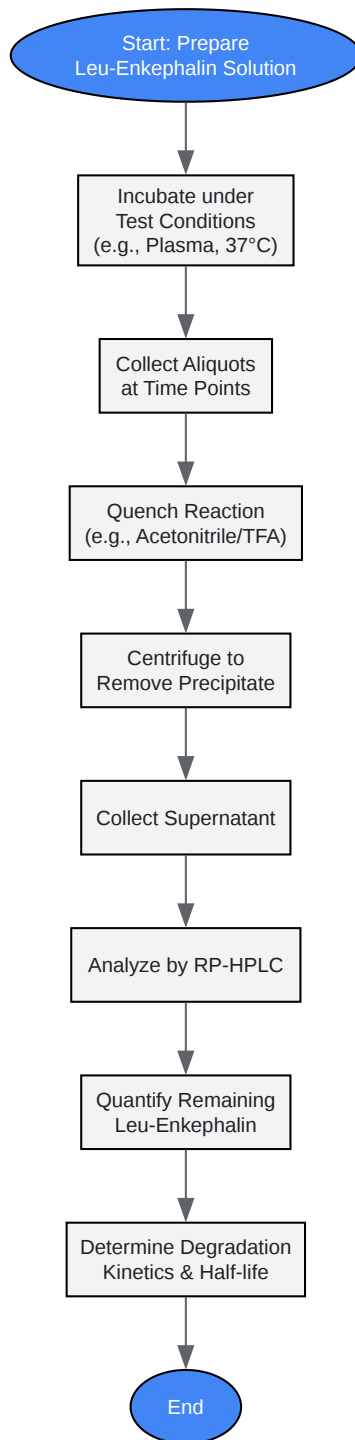 Start: Prepare
Leu-Enkephalin Solution
Incubate under
Test Conditions
(e.g., Plasma, 37°C)
Collect Aliquots
at Time Points
Quench Reaction
(e.g., Acetonitrile/TFA)
Centrifuge to
Remove Precipitate
Collect Supernatant
Analyze by RP-HPLC
Quantify Remaining
Leu-Enkephalin
Determine Degradation
Kinetics & Half-life
End